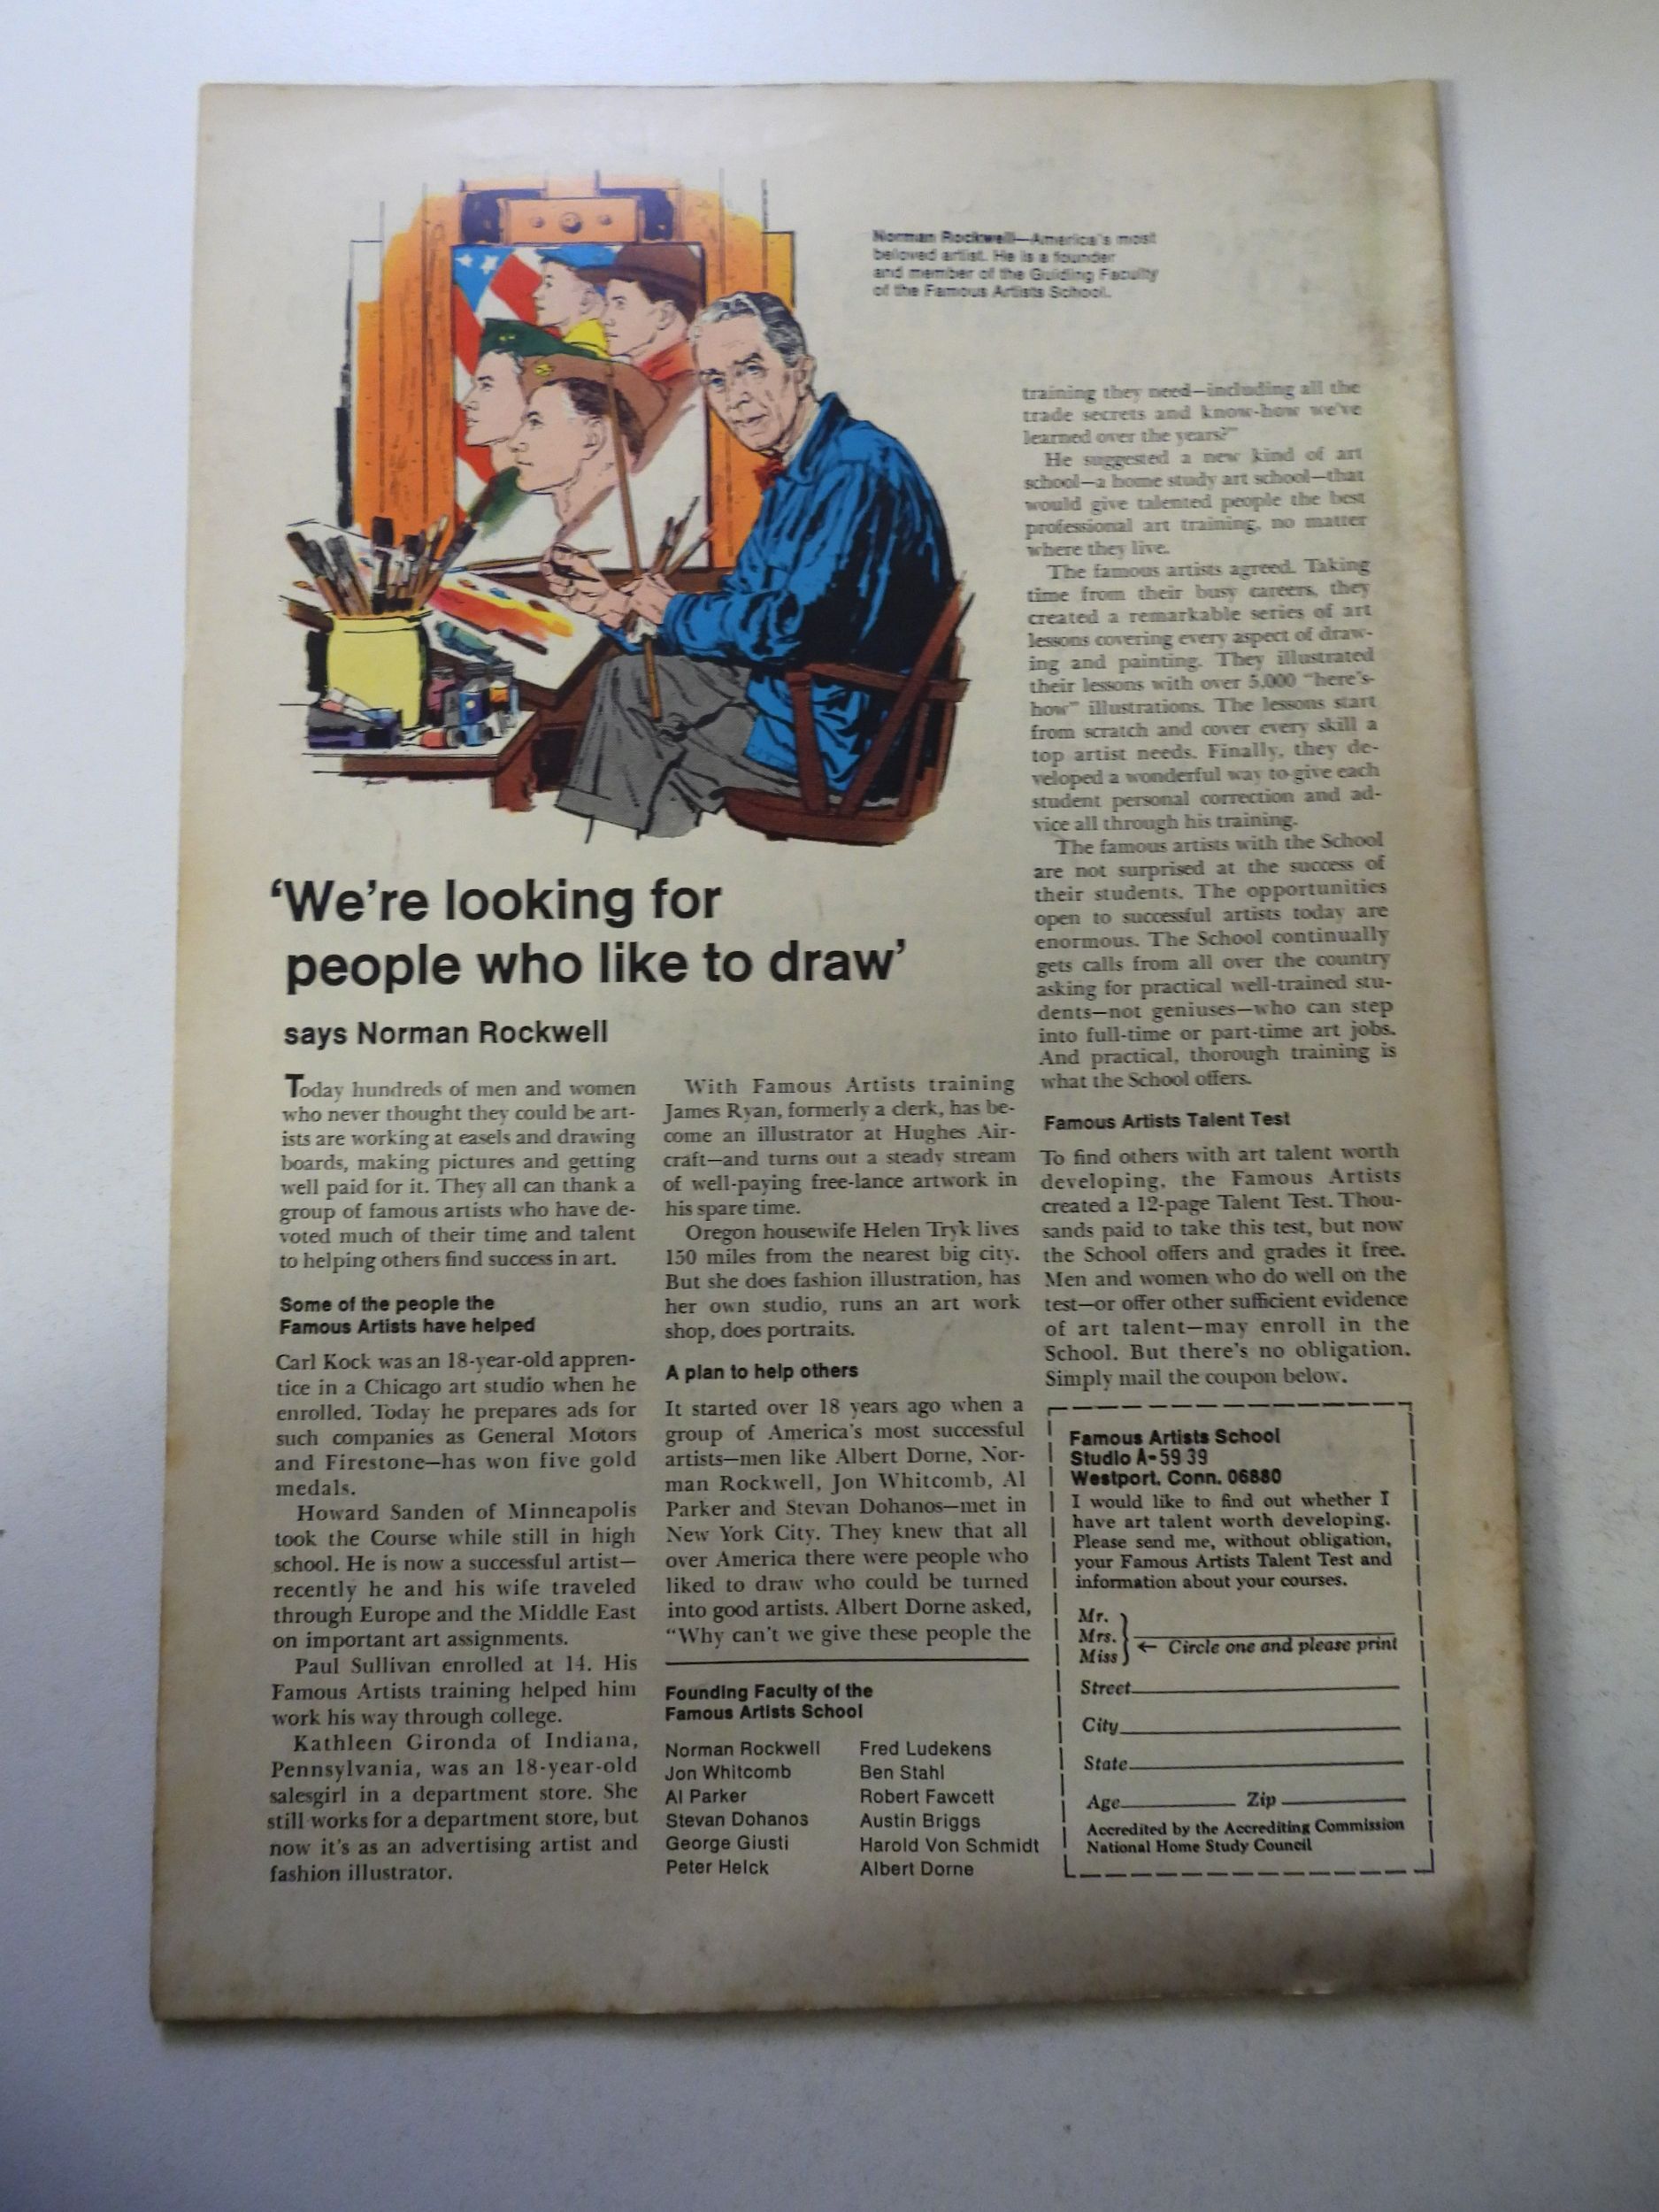 Norman Rockwell—America's most
beloved artist. He is a founder
and member of the Guiding Faculty
of the Famous Artists School.
'We're looking for
people who like to draw'
says Norman Rockwell
Today hundreds of men and women
who never thought they could be art-
ists are working at easels and drawing
boards, making pictures and getting
well paid for it. They all can thank a
group of famous artists who have de-
voted much of their time and talent
to helping others find success in art.
Some of the people the
Famous Artists have helped
Carl Kock was an 18-year-old appren-
tice in a Chicago art studio when he
enrolled. Today he prepares ads for
such companies as General Motors
and Firestone—has won five gold
medals.
Howard Sanden of Minneapolis
took the Course while still in high
school. He is now a successful artist—
recently he and his wife traveled
through Europe and the Middle East
on important art assignments.
Paul Sullivan enrolled at 14. His
Famous Artists training helped him
work his way through college.
Kathleen Gironda of Indiana,
Pennsylvania, was an 18-year-old
salesgirl in a department store. She
still works for a department store, but
now it's as an advertising artist and
fashion illustrator.
With Famous Artists training
James Ryan, formerly a clerk, has be-
come an illustrator at Hughes Air-
craft—and turns out a steady stream
of well-paying free-lance artwork in
his spare time.
Oregon housewife Helen Tryk lives
150 miles from the nearest big city.
But she does fashion illustration, has
her own studio, runs an art work
shop, does portraits.
A plan to help others
It started over 18 years ago when a
group of America's most successful
artists—men like Albert Dorne, Nor-
man Rockwell, Jon Whitcomb, Al
Parker and Stevan Dohanos—met in
New York City. They knew that all
over America there were people who
liked to draw who could be turned
into good artists. Albert Dorne asked,
"Why can't we give these people the
Founding Faculty of the
Famous Artists School
Norman Rockwell
Jon Whitcomb
Al Parker
Stevan Dohanos
George Giusti
Peter Helck
Fred Ludekens
Ben Stahl
Robert Fawcett
Austin Briggs
Harold Von Schmidt
Albert Dorne
training they need—including all the
trade secrets and know-how we've
learned over the years?"
He suggested a new kind of art
school—a home study art school—that
would give talented people the best
professional art training, no matter
where they live.
The famous artists agreed. Taking
time from their busy careers, they
created a remarkable series of art
lessons covering every aspect of draw-
ing and painting. They illustrated
their lessons with over 5,000 "here's-
how" illustrations. The lessons start
from scratch and cover every skill a
top artist needs. Finally, they de-
veloped a wonderful way to give each
student personal correction and ad-
vice all through his training.
The famous artists with the School
are not surprised at the success of
their students. The opportunities
open to successful artists today are
enormous. The School continually
gets calls from all over the country
asking for practical well-trained stu-
dents—not geniuses—who can step
into full-time or part-time art jobs.
And practical, thorough training is
what the School offers.
Famous Artists Talent Test
To find others with art talent worth
developing, the Famous Artists
created a 12-page Talent Test. Thou-
sands paid to take this test, but now
the School offers and grades it free.
Men and women who do well on the
test—or offer other sufficient evidence
of art talent—may enroll in the
School. But there's no obligation.
Simply mail the coupon below.
Famous Artists School
Studio A-5939
Westport, Conn. 06880
I would like to find out whether I
have art talent worth developing.
Please send me, without obligation,
your Famous Artists Talent Test and
information about your courses.
Mr.
Mrs.
Miss
← Circle one and please print
Street
City
State
Age Zip
Accredited by the Accrediting Commission
National Home Study Council